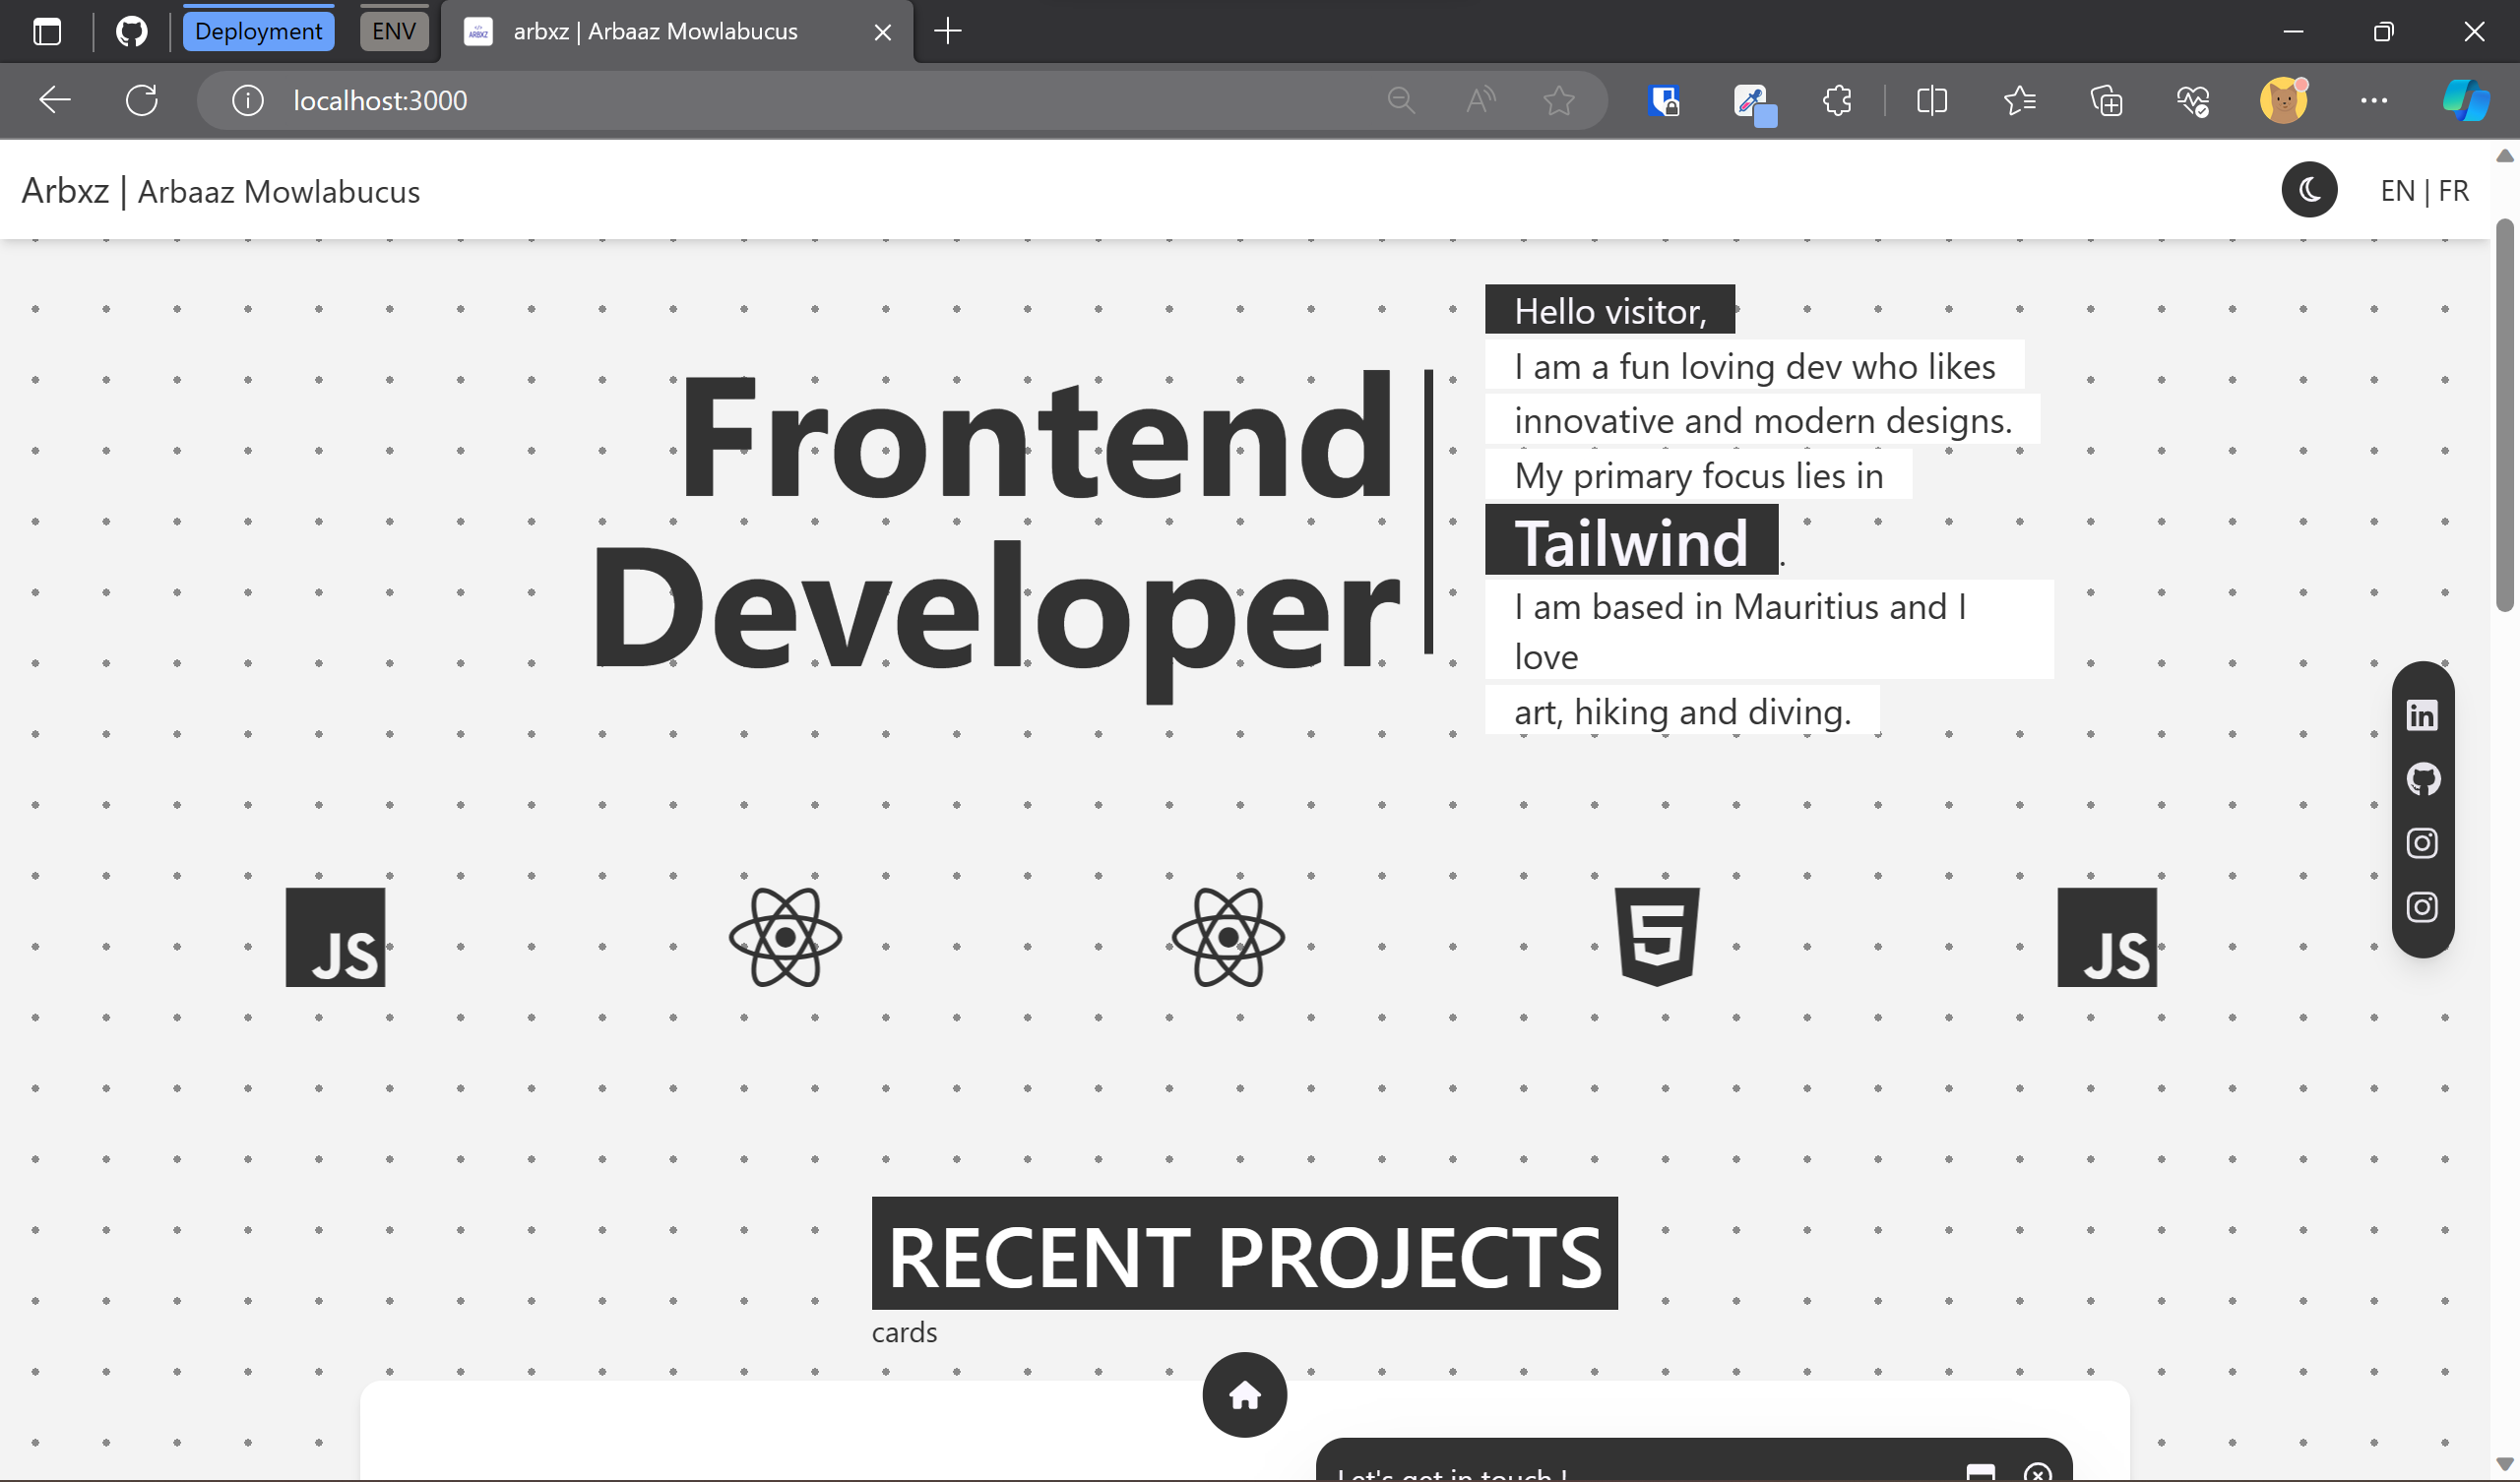 Deployment
ENV
arbxz | Arbaaz Mowlabucus
localhost:3000
Arbxz | Arbaaz Mowlabucus
EN | FR
Hello visitor,
I am a fun loving dev who likes
innovative and modern designs.
My primary focus lies in
Tailwind.
I am based in Mauritius and I
love
art, hiking and diving.
Frontend
Developer
JS
JS
RECENT PROJECTS
cards
Let's get in touch !